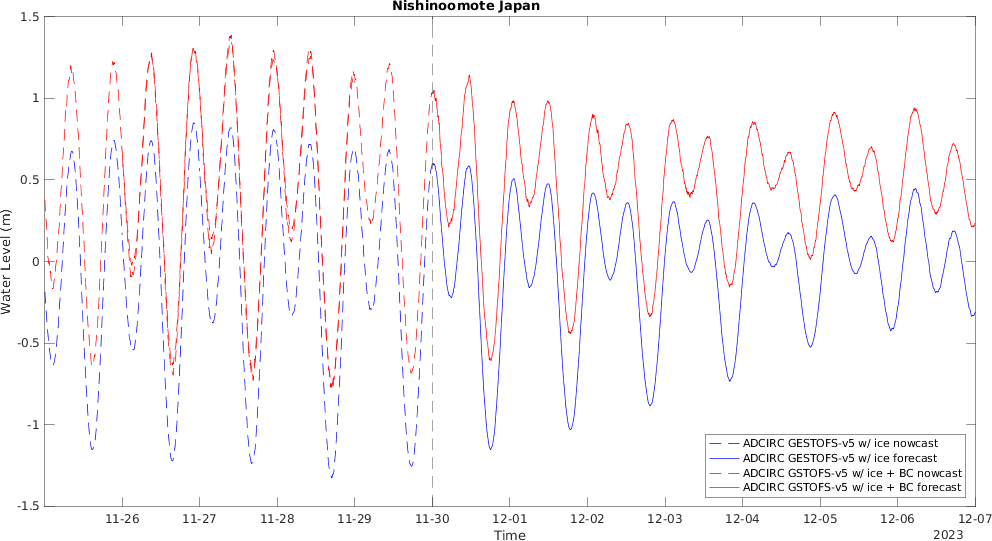 Nishinoomote Japan
1.5
1
0.5
0
-0.5
-1
-1.5
Water Level (m)
ADCIRC GESTOFS-v5 w/ ice nowcast
ADCIRC GESTOFS-v5 w/ ice forecast
ADCIRC GSTOFS-v5 w/ ice + BC nowcast
ADCIRC GSTOFS-v5 w/ ice + BC forecast
11-26 11-27 11-28 11-29 11-30 12-01 12-02 12-03 12-04 12-05 12-06 12-07
Time
2023